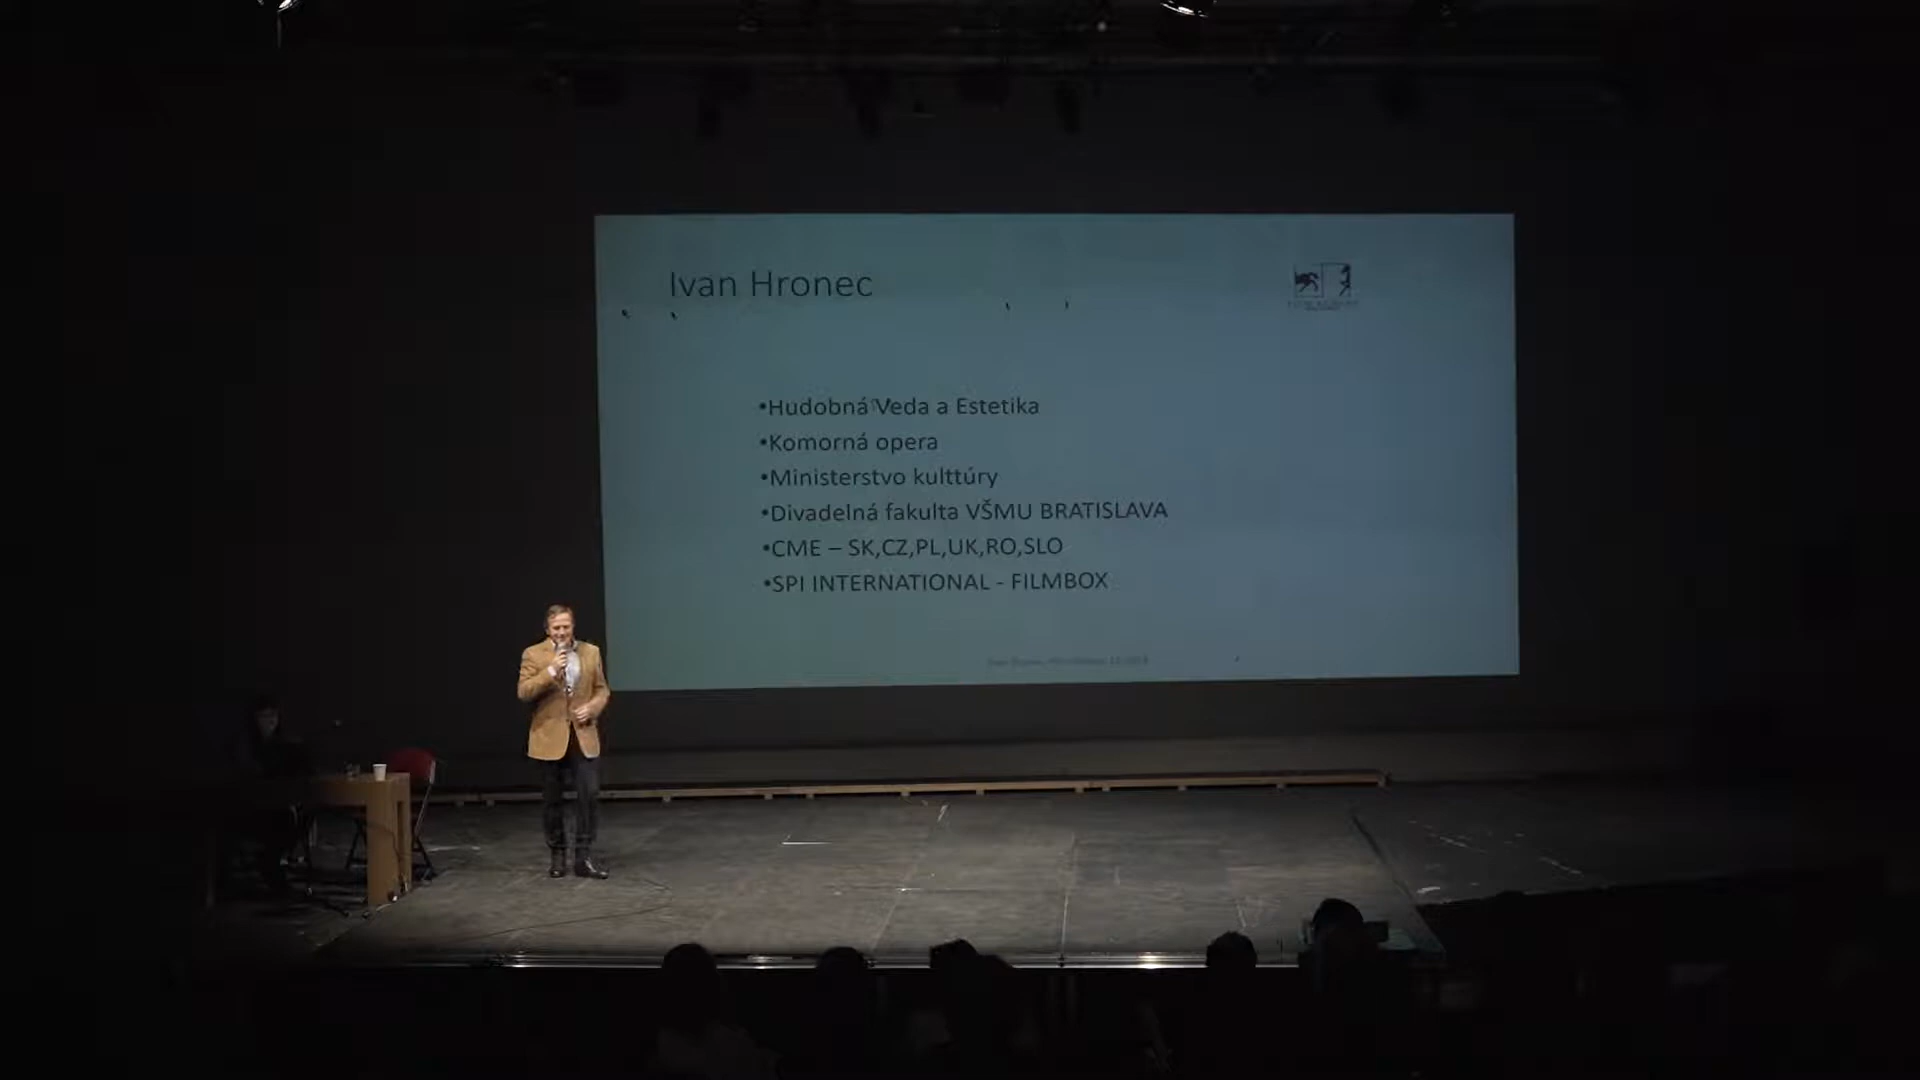 Ivan Hronec
•Hudobná Veda a Estetika
•Komorná opera
•Ministerstvo kulttúry
•Divadelná fakulta VŠMU BRATISLAVA
•CME – SK,CZ,PL,UK,RO,SLO
•SPI INTERNATIONAL - FILMBOX